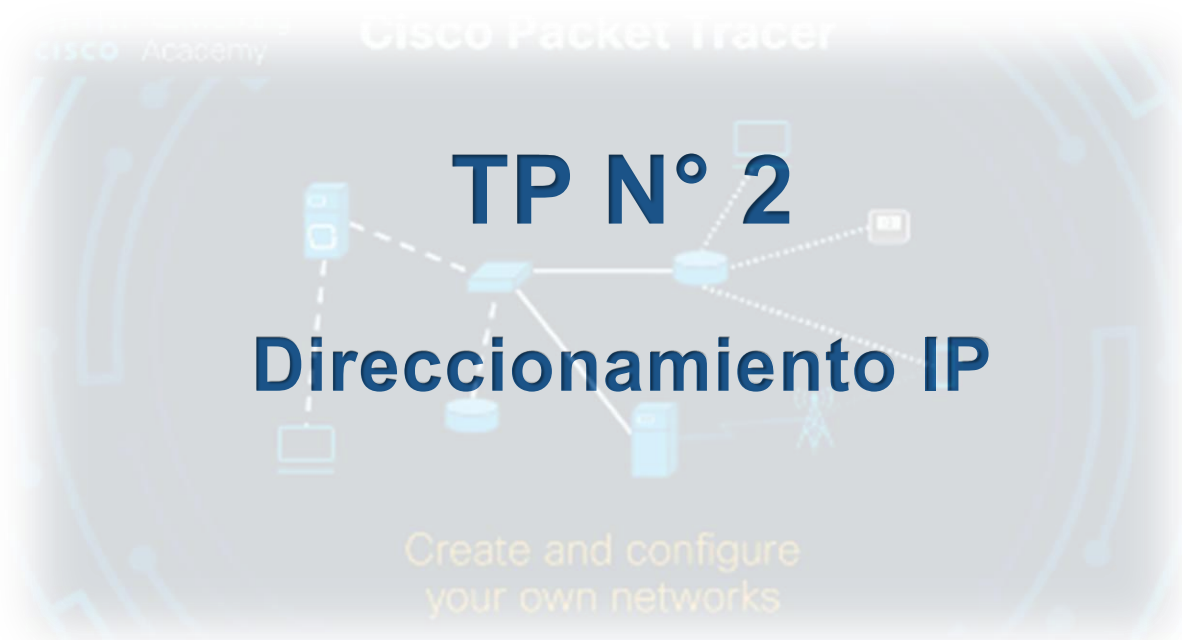 CISCO Academy
Cisco Packet Tracer
TP N° 2
Direccionamiento IP
Create and configure
your own networks